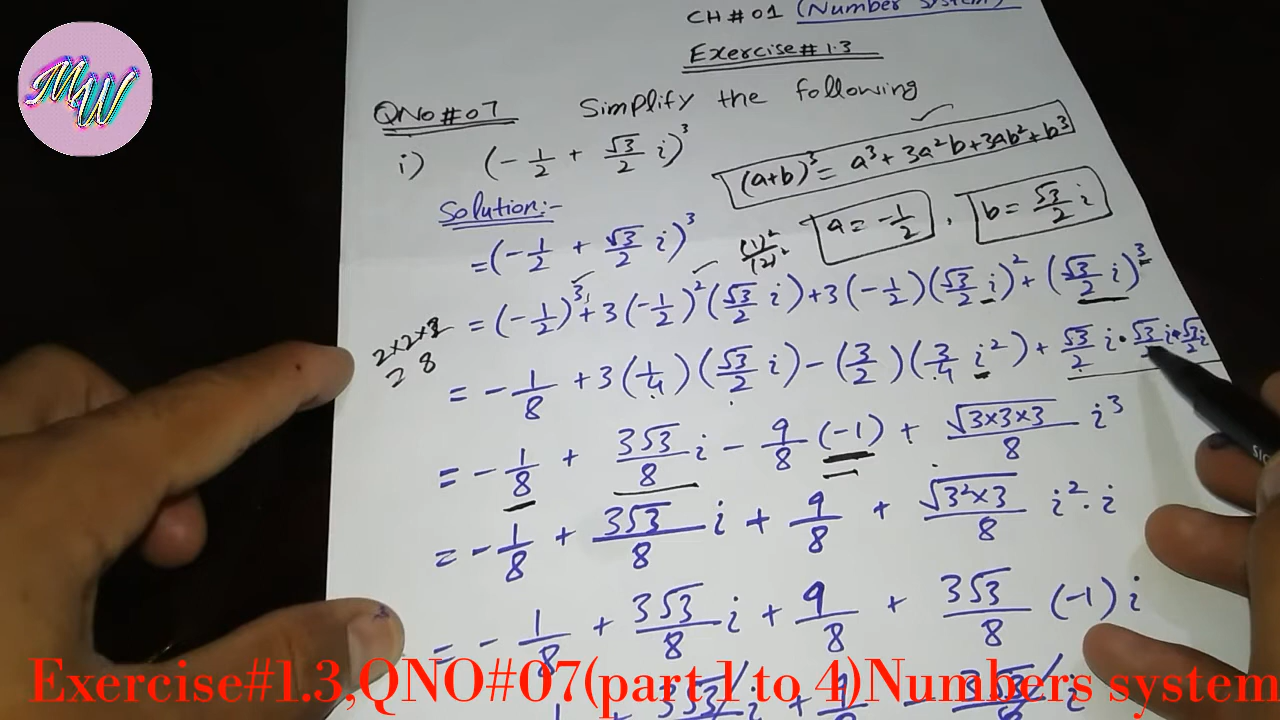 MW
CH#01 (Number System)
Exercise#1.3
QNO#07 Simplify the following
i) (-1/2 + √3/2 i)³
(a+b)³ = a³+3a²b+3ab²+b³
Solution:-
a = -1/2 , b = √3/2 i
= (-1/2 + √3/2 i)³
(1)²/(2)²
= (-1/2)³ + 3(-1/2)²(√3/2 i) + 3(-1/2)(√3/2 i)² + (√3/2 i)³
2×2×2
2 8
= -1/8 + 3(1/4)(√3/2 i) - (3/2)(3/4 i²) + √3/2 i · √3/2 i · √3/2 i
= -1/8 + 3√3/8 i - 9/8 (-1) + √3×3×3/8 i³
= -1/8 + 3√3/8 i + 9/8 + √3²×3/8 i² · i
= -1/8 + 3√3/8 i + 9/8 + 3√3/8 (-1) i
Exercise#1.3,QNO#07(part 1 to 4)Numbers system